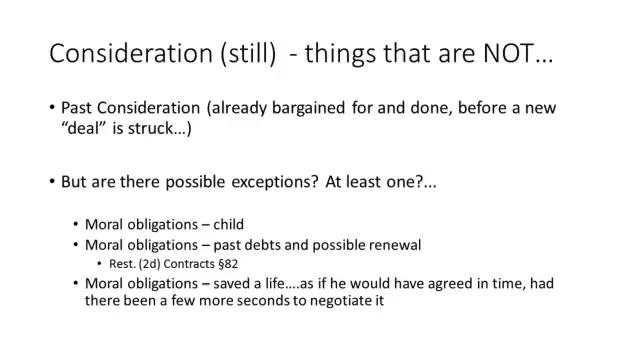 Consideration (still)  - things that are NOT…
• Past Consideration (already bargained for and done, before a new
“deal” is struck…)
• But are there possible exceptions? At least one?...
• Moral obligations – child
• Moral obligations – past debts and possible renewal
• Rest. (2d) Contracts §82
• Moral obligations – saved a life….as if he would have agreed in time, had
there been a few more seconds to negotiate it